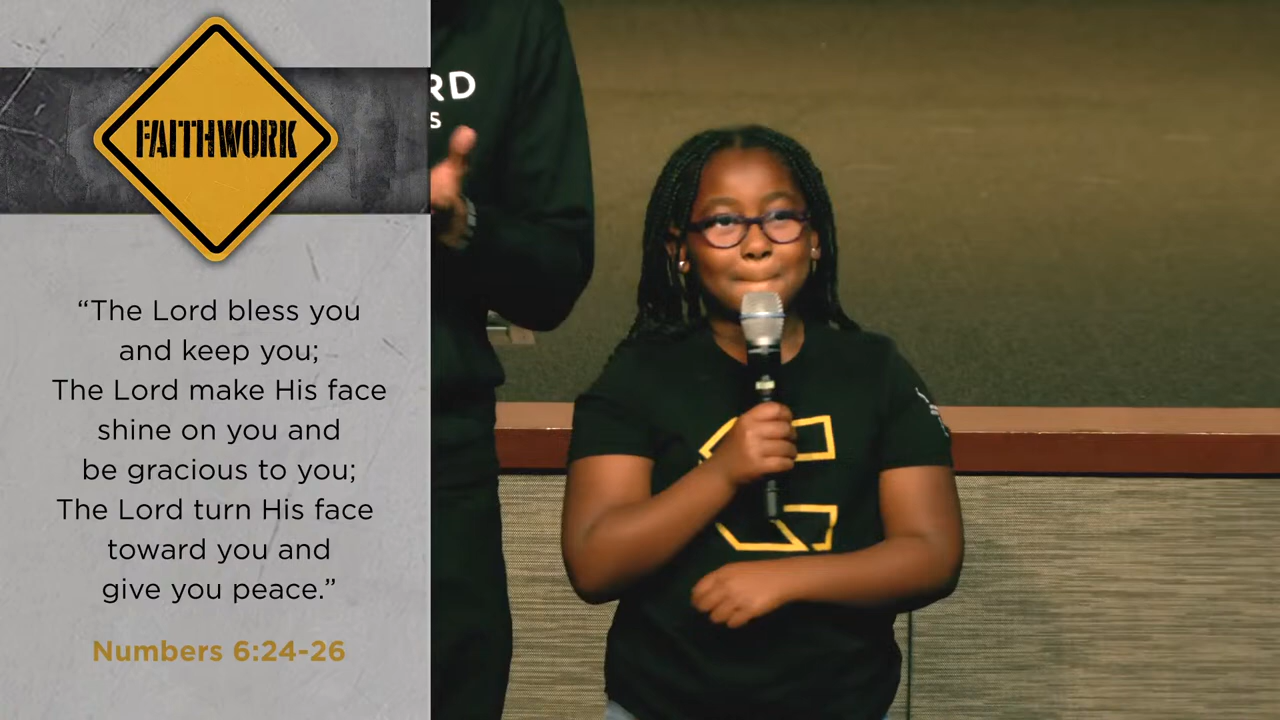 FAITHWORK
“The Lord bless you
and keep you;
The Lord make His face
shine on you and
be gracious to you;
The Lord turn His face
toward you and
give you peace.”
Numbers 6:24-26
RD
S